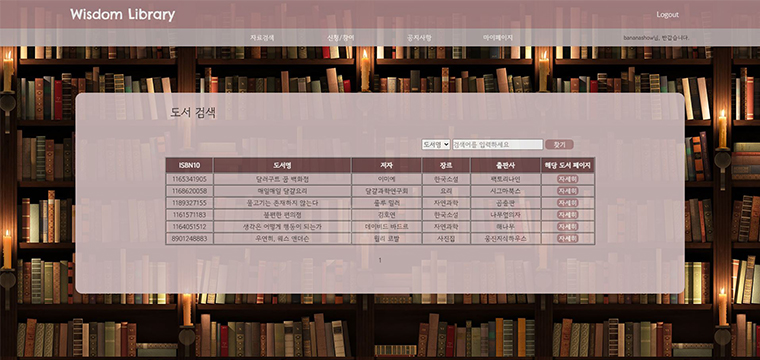 Wisdom Library
Logout
자료검색 신청/참여 공지사항 마이페이지
bananashow님, 반갑습니다.
도서 검색
도서명 검색어를 입력하세요 찾기
ISBN10 도서명 저자 장르 출판사 해당 도서 페이지
1165341905 달러구트 꿈 백화점 이미예 한국소설 팩토리나인 자세히
1168620058 매일매일 달걀요리 달걀과학연구회 요리 시그마북스 자세히
1189327155 물고기는 존재하지 않는다 룰루 밀러 자연과학 곰출판 자세히
1161571183 불편한 편의점 김호연 한국소설 나무옆의자 자세히
1164051512 생각은 어떻게 행동이 되는가 데이비드 바드르 자연과학 해나무 자세히
8901248883 우연히, 웨스 앤더슨 월리 코발 사진집 웅진지식하우스 자세히
1